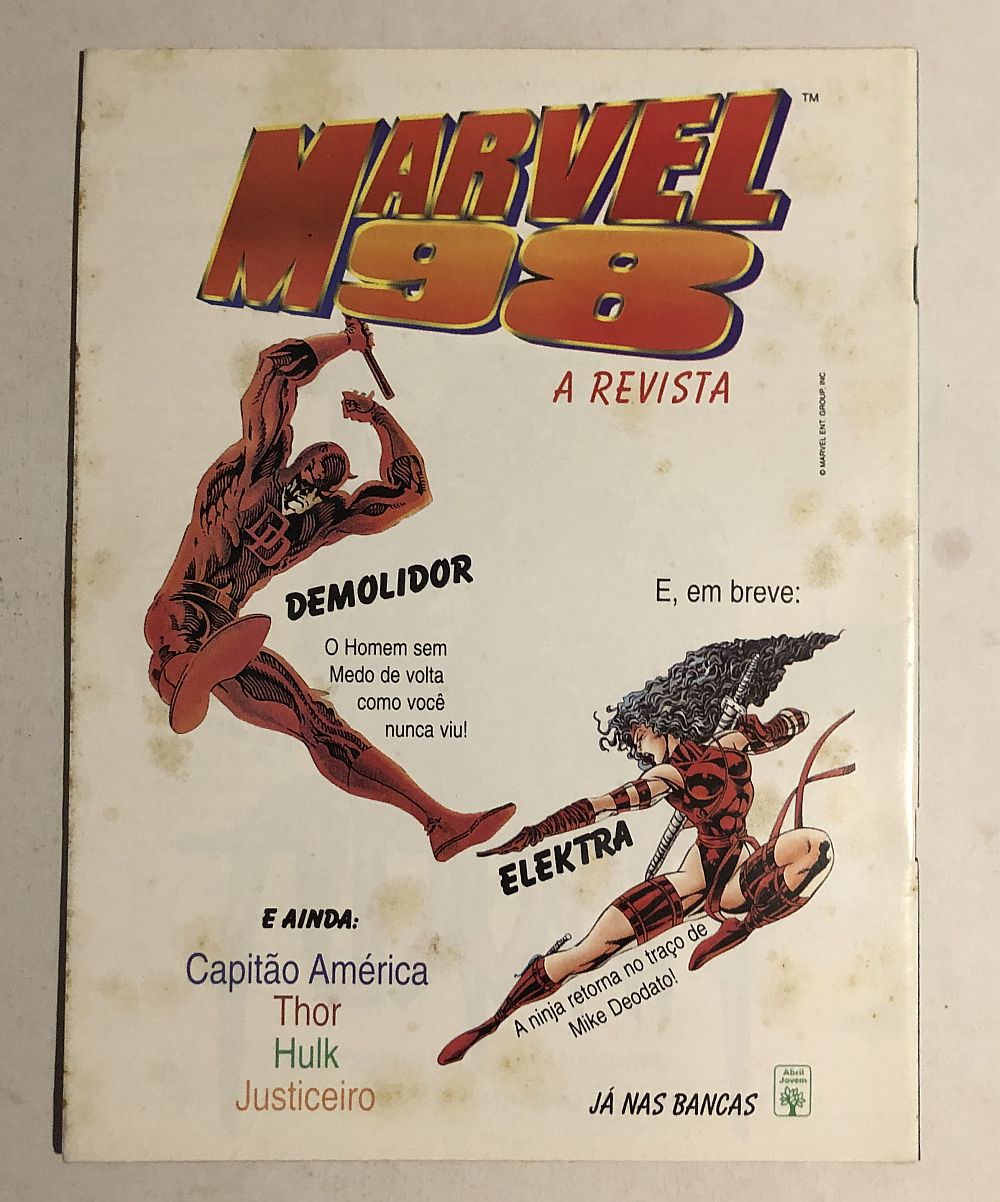 MARVEL
98
TM
A REVISTA
© MARVEL ENT. GROUP, INC
DD
DEMOLIDOR
O Homem sem
Medo de volta
como você
nunca viu!
E, em breve:
ELEKTRA
A ninja retorna no traço de
Mike Deodato!
E AINDA:
Capitão América
Thor
Hulk
Justiceiro
JÁ NAS BANCAS
Abril
Jovem